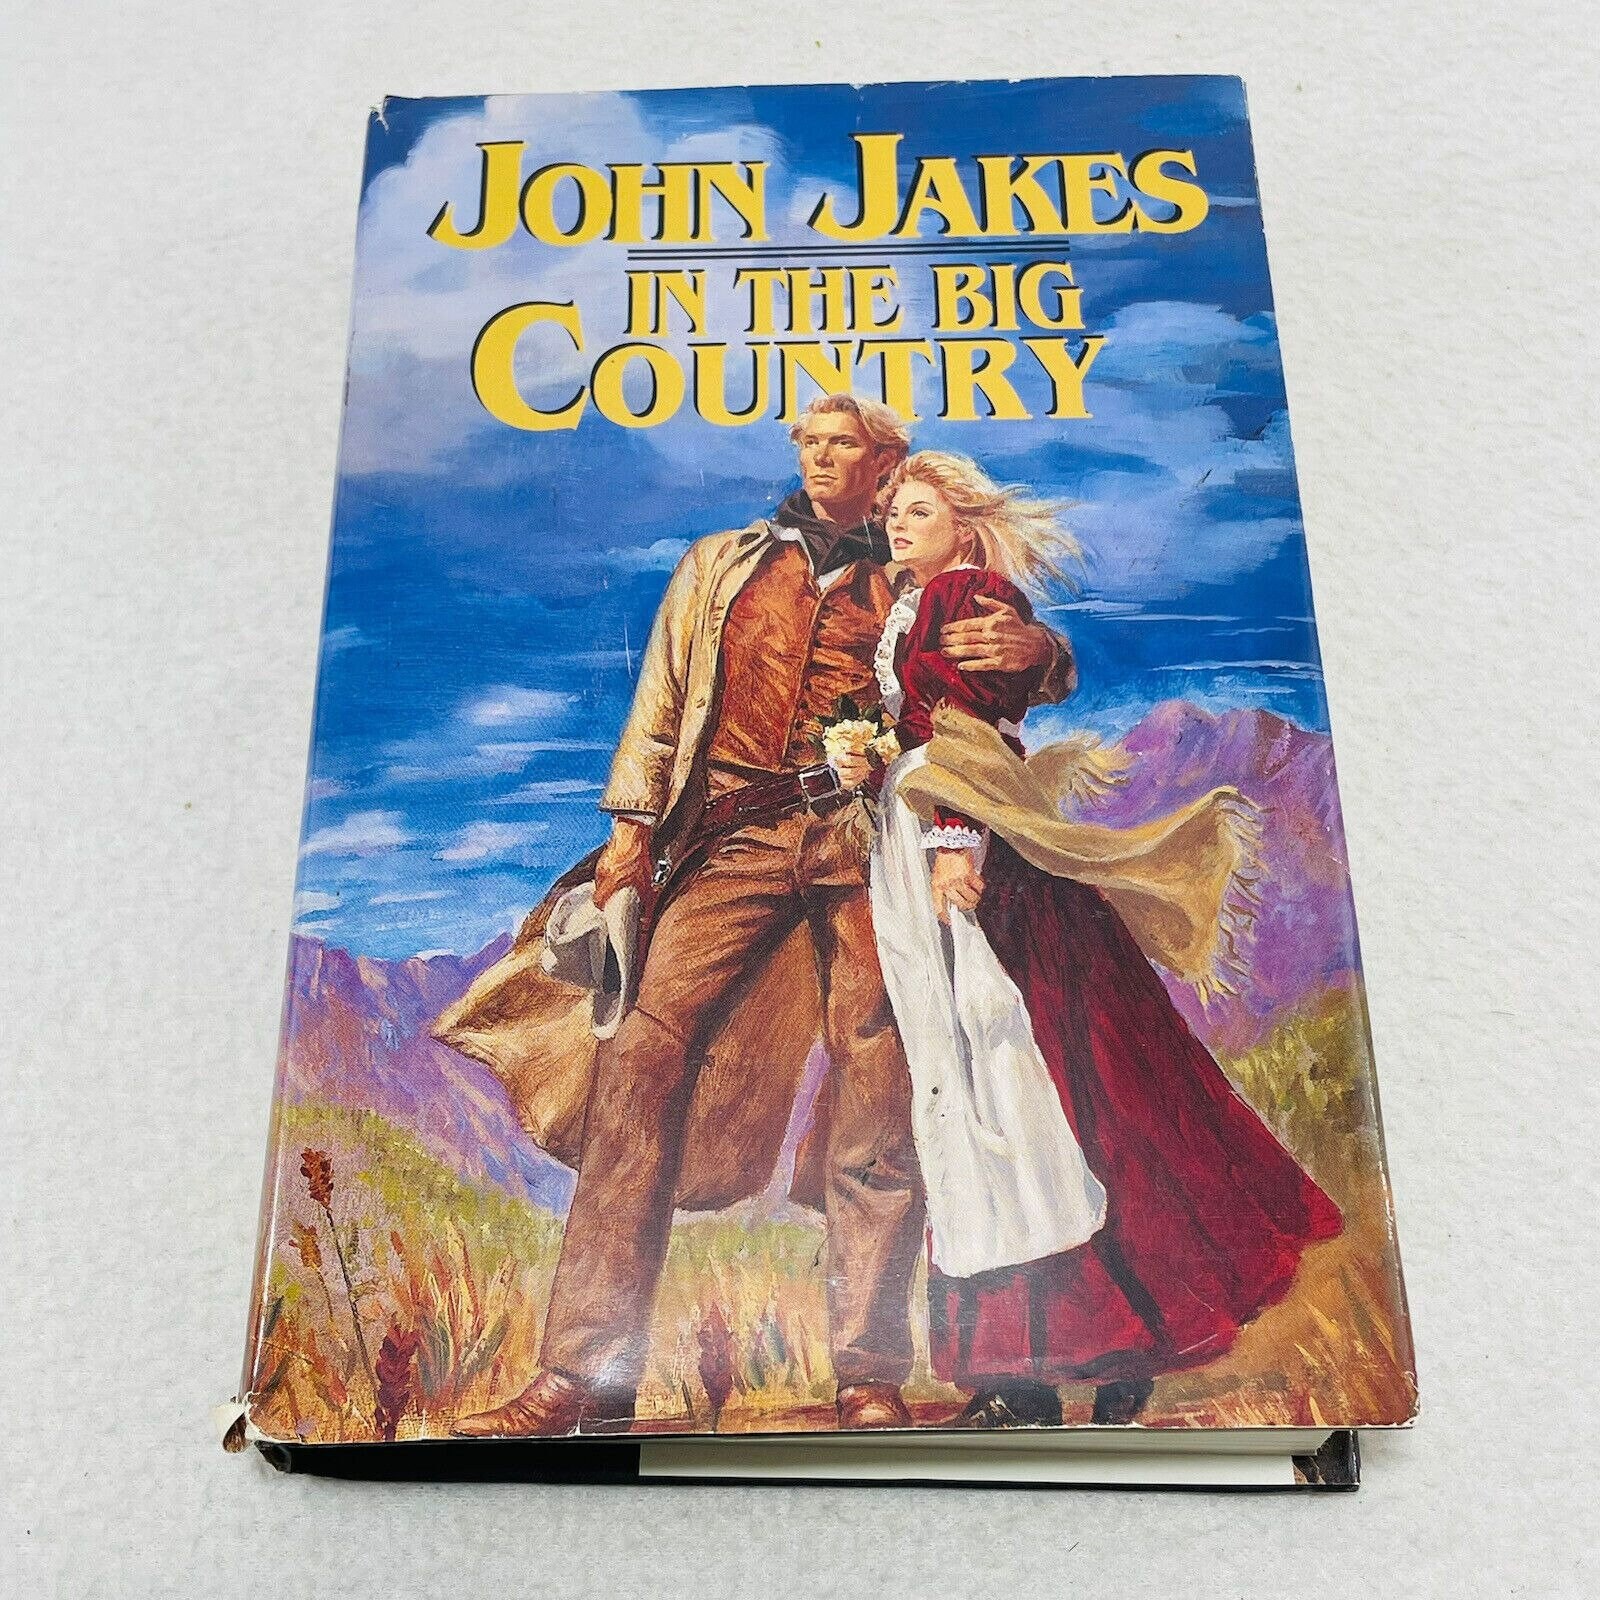 JOHN JAKES
IN THE BIG
COUNTRY